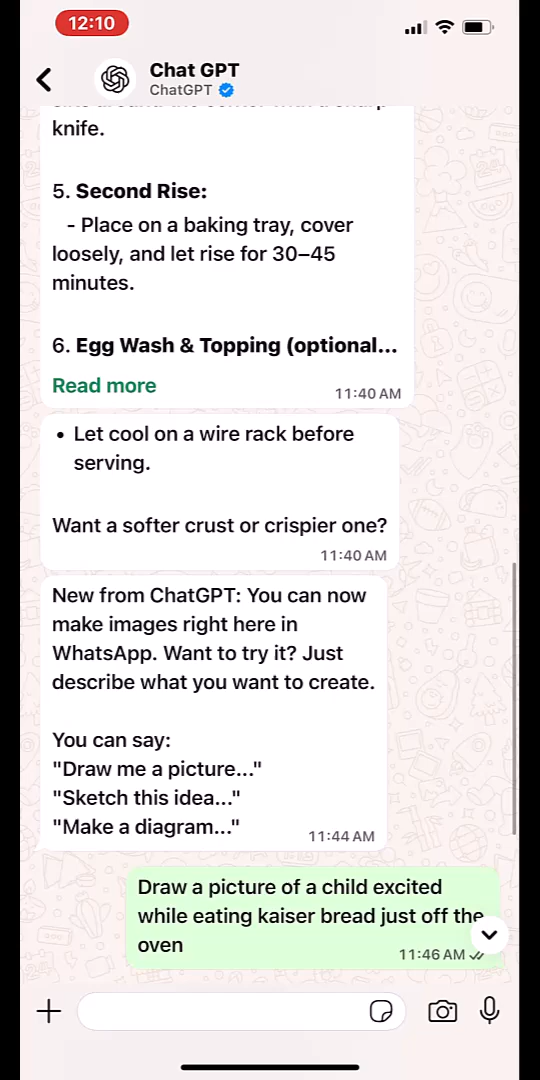 12:10
Chat GPT
ChatGPT
knife.
5. Second Rise:
- Place on a baking tray, cover
loosely, and let rise for 30–45
minutes.
6. Egg Wash & Topping (optional...
Read more
11:40 AM
• Let cool on a wire rack before
serving.
Want a softer crust or crispier one?
11:40 AM
New from ChatGPT: You can now
make images right here in
WhatsApp. Want to try it? Just
describe what you want to create.
You can say:
"Draw me a picture..."
"Sketch this idea..."
"Make a diagram..."
11:44 AM
Draw a picture of a child excited
while eating kaiser bread just off the
oven
11:46 AM